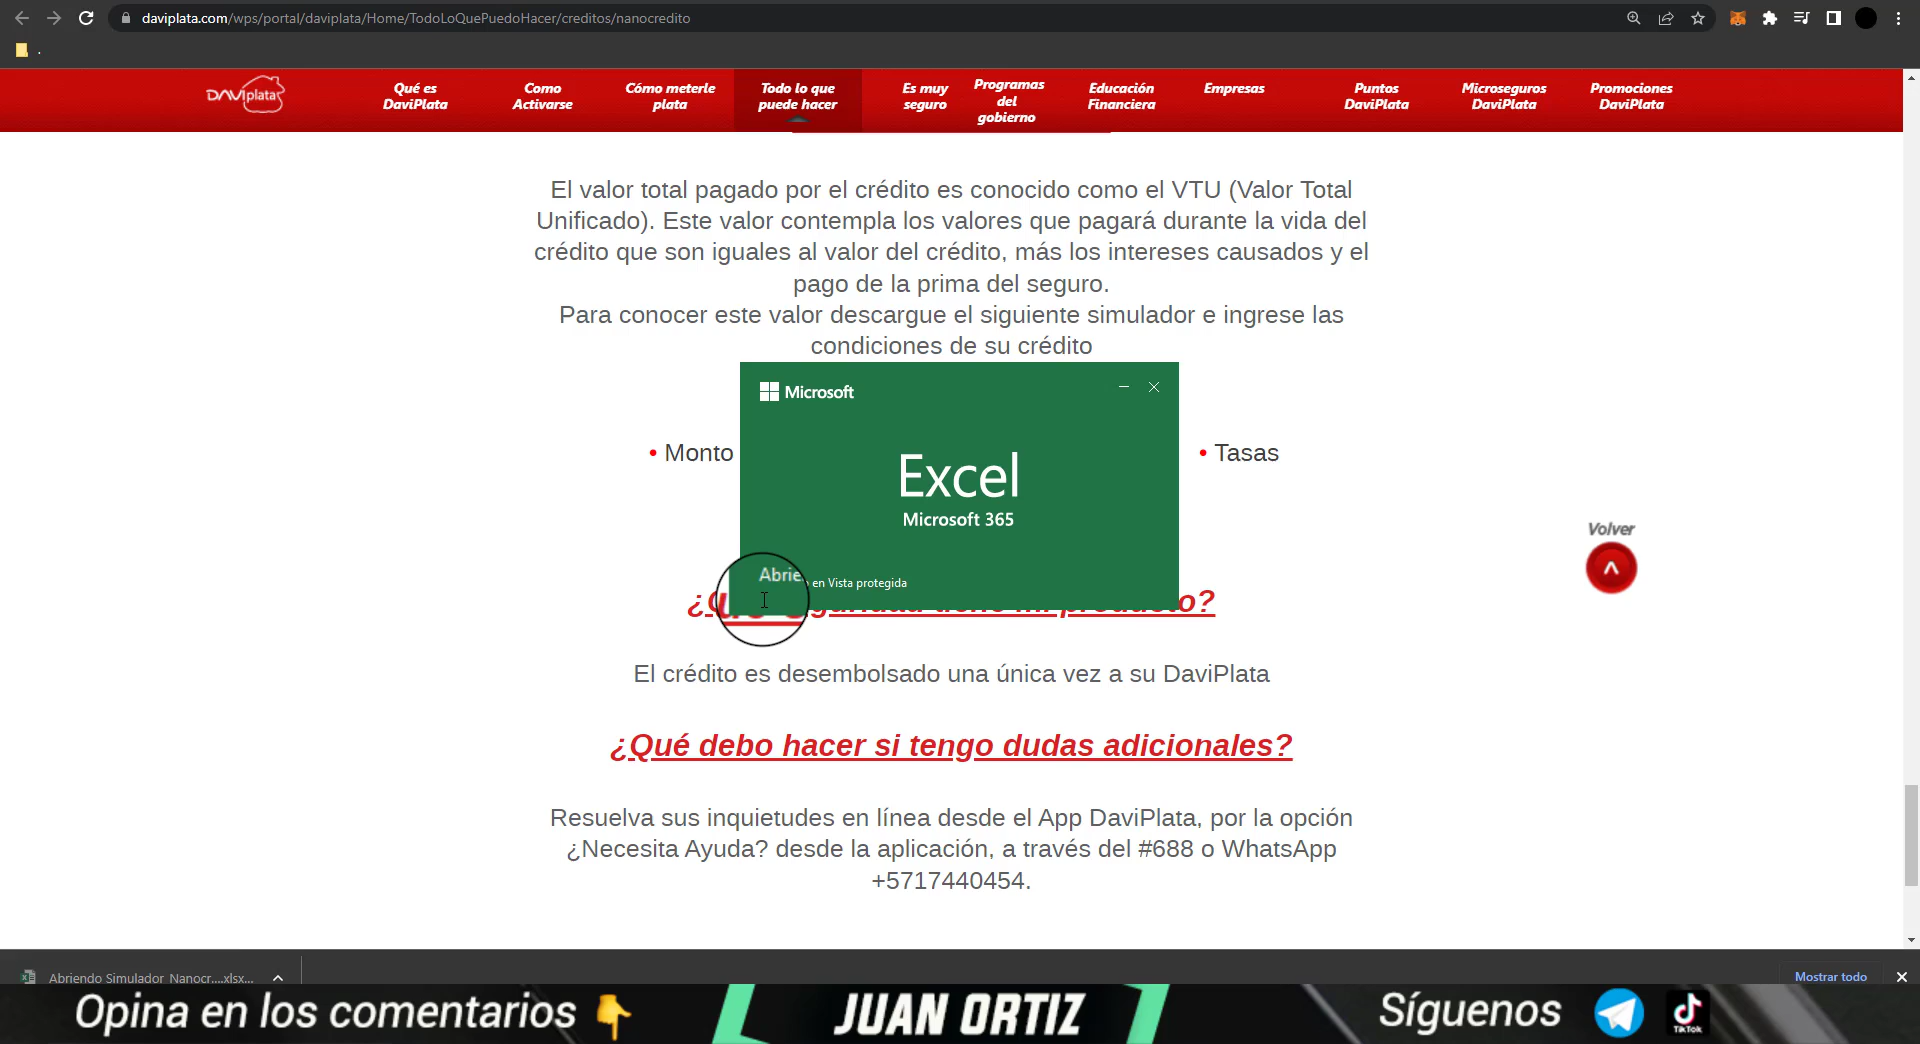 daviplata.com/wps/portal/daviplata/Home/TodoLoQuePuedoHacer/creditos/nanocredito
.
DAVIplata
Qué es DaviPlata
Como Activarse
Cómo meterle plata
Todo lo que puede hacer
Es muy seguro
Programas del gobierno
Educación Financiera
Empresas
Puntos DaviPlata
Microseguros DaviPlata
Promociones DaviPlata
El valor total pagado por el crédito es conocido como el VTU (Valor Total
Unificado). Este valor contempla los valores que pagará durante la vida del
crédito que son iguales al valor del crédito, más los intereses causados y el
pago de la prima del seguro.
Para conocer este valor descargue el siguiente simulador e ingrese las
condiciones de su crédito
Microsoft
• Monto
• Tasas
Excel
Microsoft 365
Volver
en Vista protegida
El crédito es desembolsado una única vez a su DaviPlata
¿Qué debo hacer si tengo dudas adicionales?
Resuelva sus inquietudes en línea desde el App DaviPlata, por la opción
¿Necesita Ayuda? desde la aplicación, a través del #688 o WhatsApp
+5717440454.
Abriendo Simulador_Nanocr....xlsx...
Mostrar todo
Opina en los comentarios
JUAN ORTIZ
Síguenos
TikTok